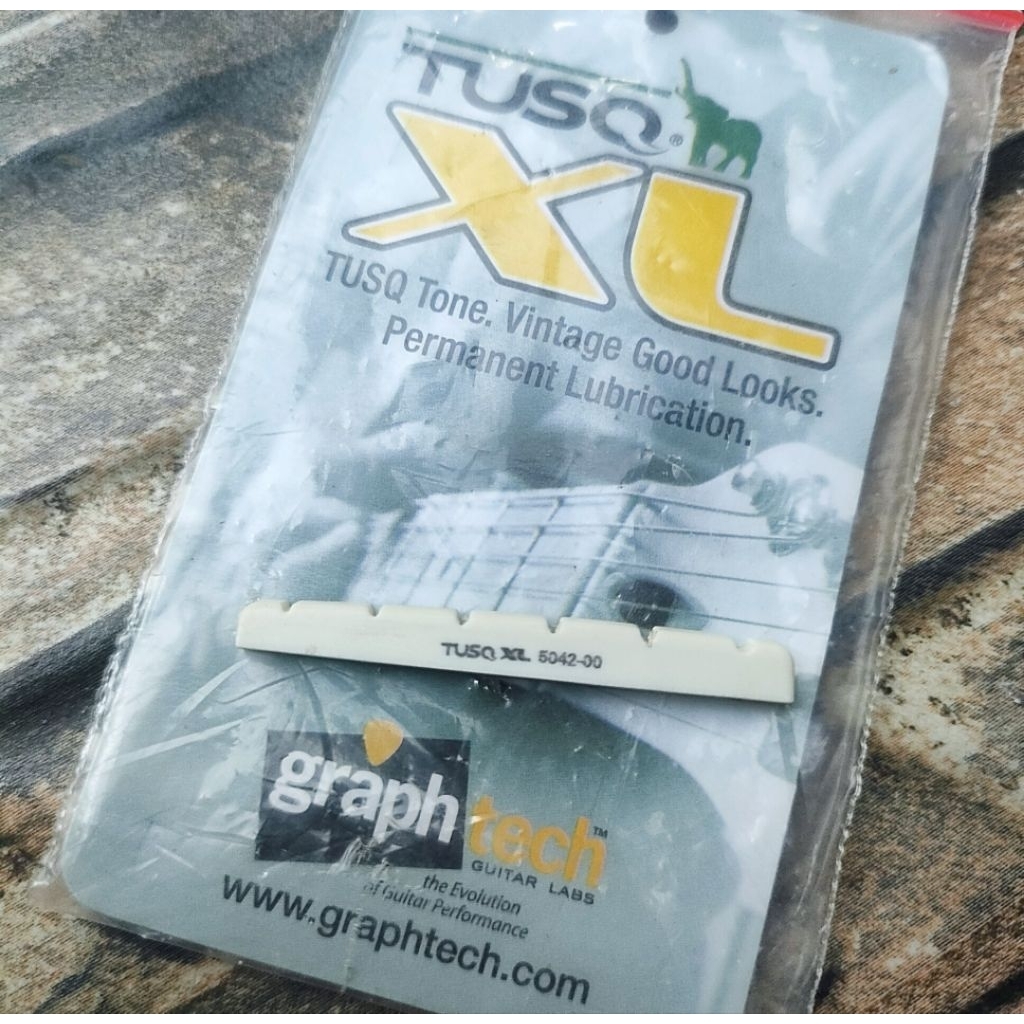 TUSQ®
XL
TUSQ Tone. Vintage Good Looks.
Permanent Lubrication.
TUSQ XL 5042-00
graph tech™
GUITAR LABS
the Evolution
of Guitar Performance
www.graphtech.com